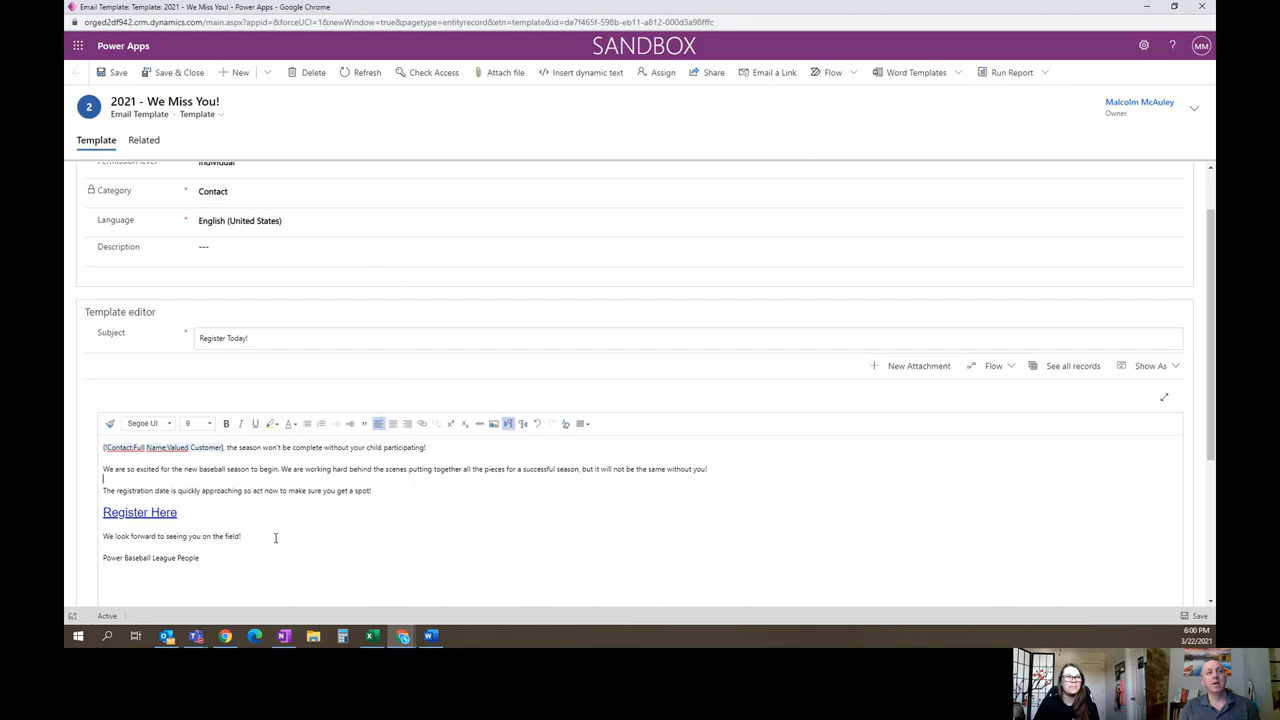 Email Template: Template: 2021 - We Miss You! - Power Apps - Google Chrome
orged2df942.crm.dynamics.com/main.aspx?appid=&forceUCI=1&newWindow=true&pagetype=entityrecord&etn=template&id=de7f465f-598b-eb11-a812-000d3a98fffc
Power Apps
SANDBOX
MM
Save
Save & Close
New
Delete
Refresh
Check Access
Attach file
Insert dynamic text
Assign
Share
Email a Link
Flow
Word Templates
Run Report
2
2021 - We Miss You!
Email Template · Template
Malcolm McAuley
Owner
Template
Related
Permission level
Individual
Category
*
Contact
Language
*
English (United States)
Description
---
Template editor
Subject
*
Register Today!
New Attachment
Flow
See all records
Show As
Segoe UI
9
B
I
U
A
{!Contact:Full Name:Valued Customer}, the season won't be complete without your child participating!
We are so excited for the new baseball season to begin. We are working hard behind the scenes putting together all the pieces for a successful season, but it will not be the same without you!
The registration date is quickly approaching so act now to make sure you get a spot!
Register Here
We look forward to seeing you on the field!
Power Baseball League People
Active
Save
6:00 PM
3/22/2021